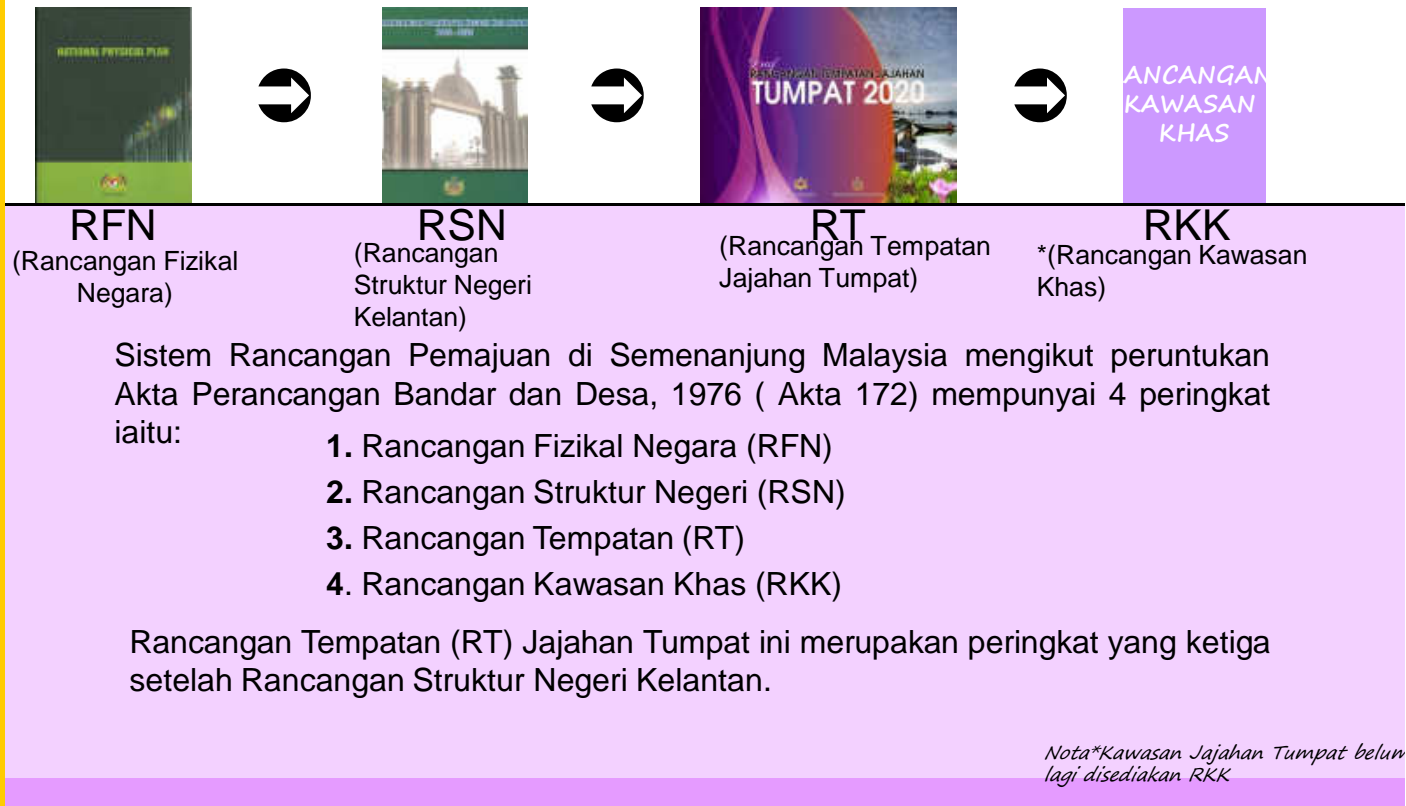 NATIONAL PHYSICAL PLAN
RANCANGAN TEMPATAN JAJAHAN
TUMPAT 2020
ANCANGAN
KAWASAN
KHAS
RFN
(Rancangan Fizikal
Negara)
RSN
(Rancangan
Struktur Negeri
Kelantan)
RT
(Rancangan Tempatan
Jajahan Tumpat)
RKK
*(Rancangan Kawasan
Khas)
Sistem Rancangan Pemajuan di Semenanjung Malaysia mengikut peruntukan
Akta Perancangan Bandar dan Desa, 1976 ( Akta 172) mempunyai 4 peringkat
iaitu:
1. Rancangan Fizikal Negara (RFN)
2. Rancangan Struktur Negeri (RSN)
3. Rancangan Tempatan (RT)
4. Rancangan Kawasan Khas (RKK)
Rancangan Tempatan (RT) Jajahan Tumpat ini merupakan peringkat yang ketiga
setelah Rancangan Struktur Negeri Kelantan.
Nota*Kawasan Jajahan Tumpat belum
lagi disediakan RKK